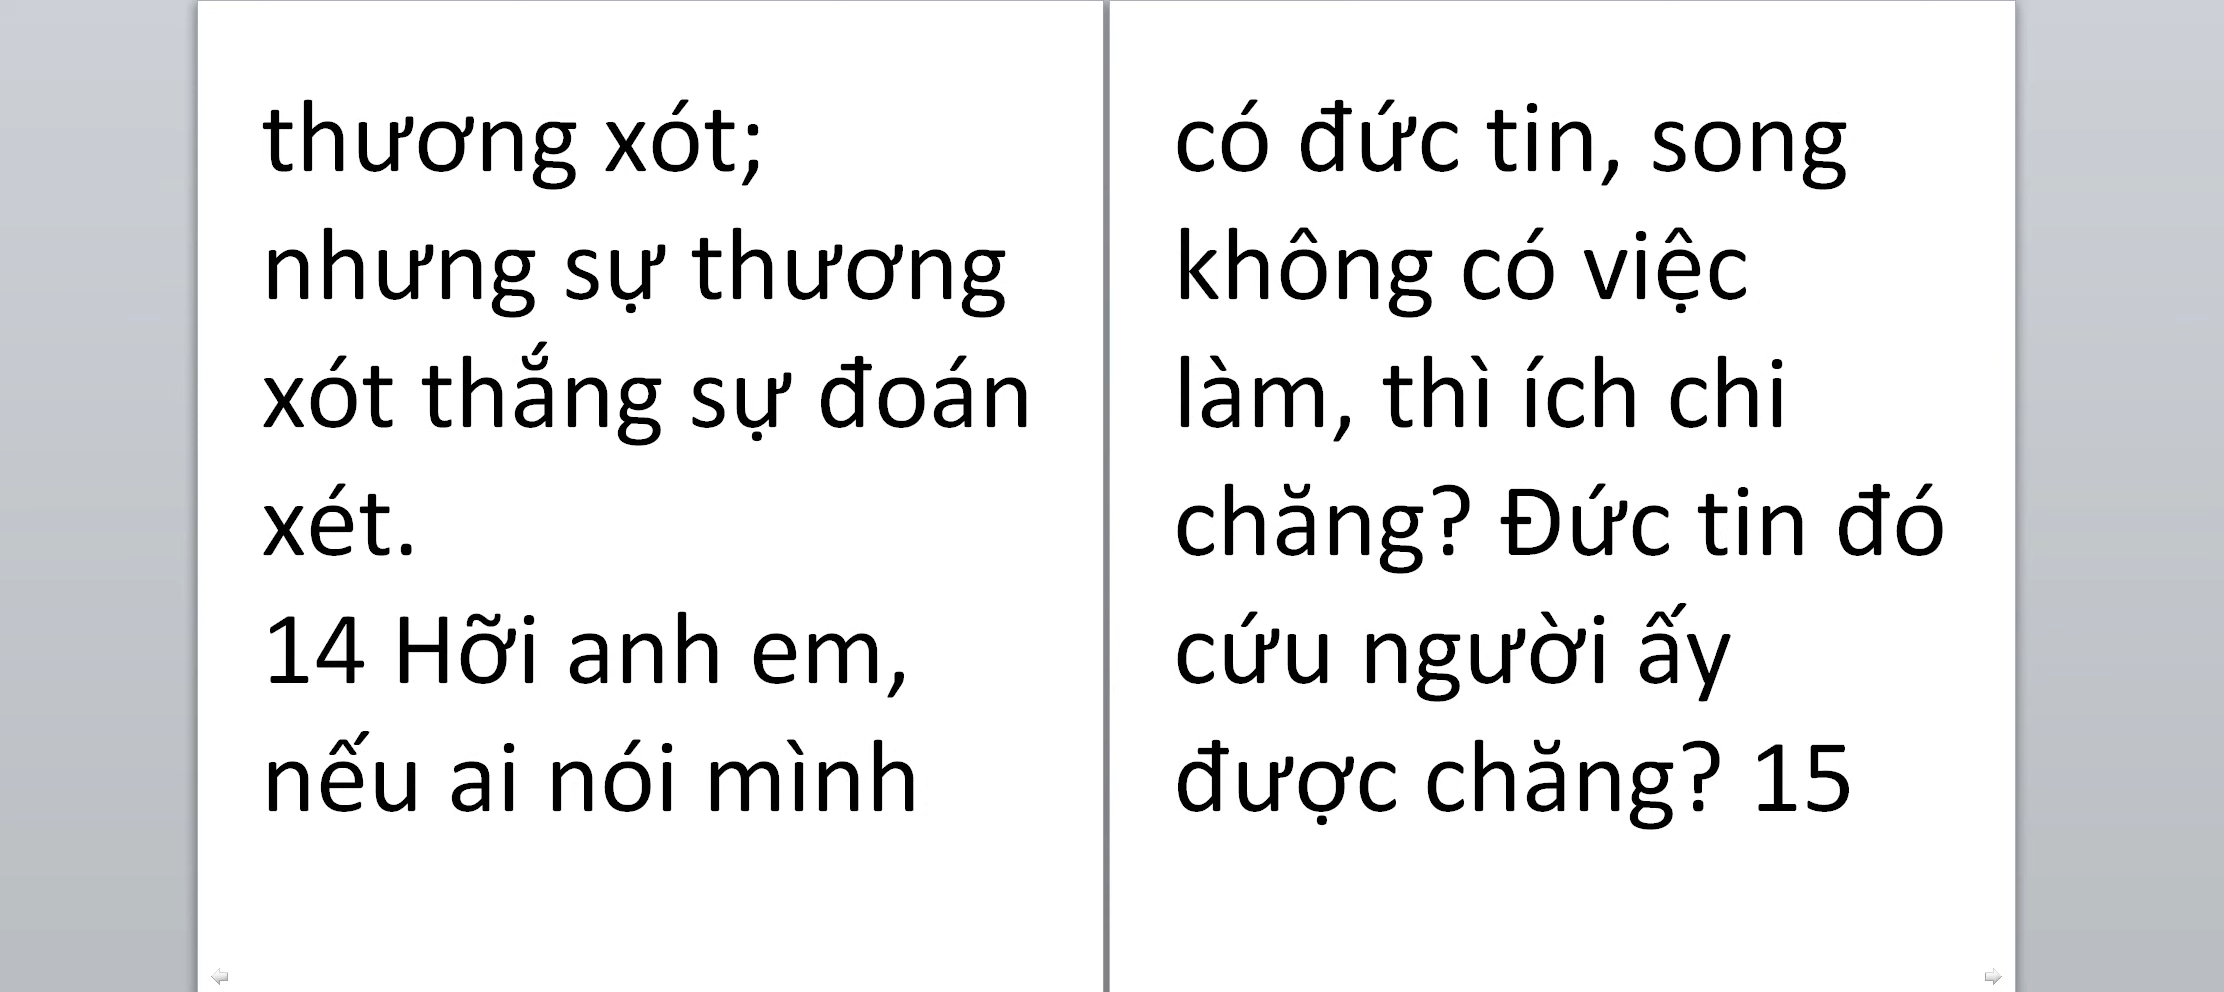 thương xót;
nhưng sự thương
xót thắng sự đoán
xét.
14 Hỡi anh em,
nếu ai nói mình
có đức tin, song
không có việc
làm, thì ích chi
chăng? Đức tin đó
cứu người ấy
được chăng? 15